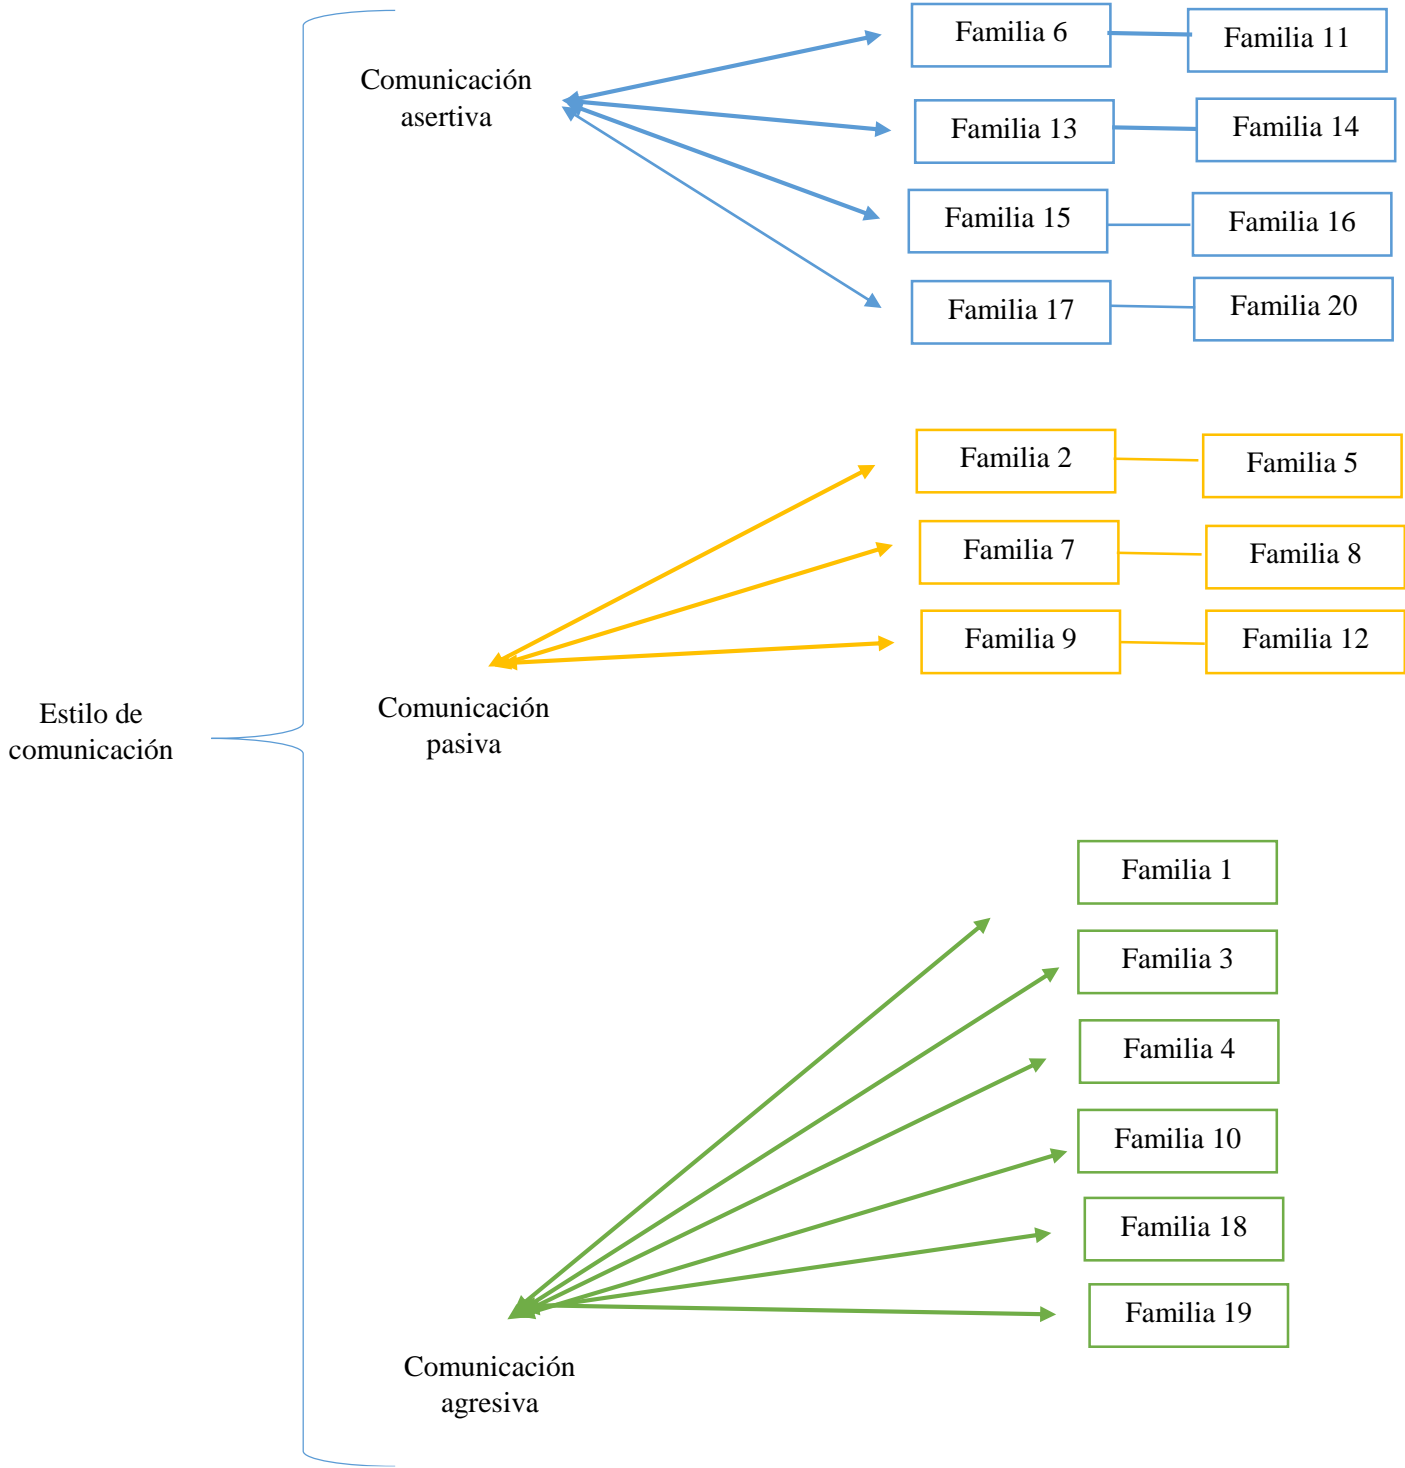 Estilo de
comunicación
Comunicación
asertiva
Familia 6
Familia 11
Familia 13
Familia 14
Familia 15
Familia 16
Familia 17
Familia 20
Comunicación
pasiva
Familia 2
Familia 5
Familia 7
Familia 8
Familia 9
Familia 12
Comunicación
agresiva
Familia 1
Familia 3
Familia 4
Familia 10
Familia 18
Familia 19